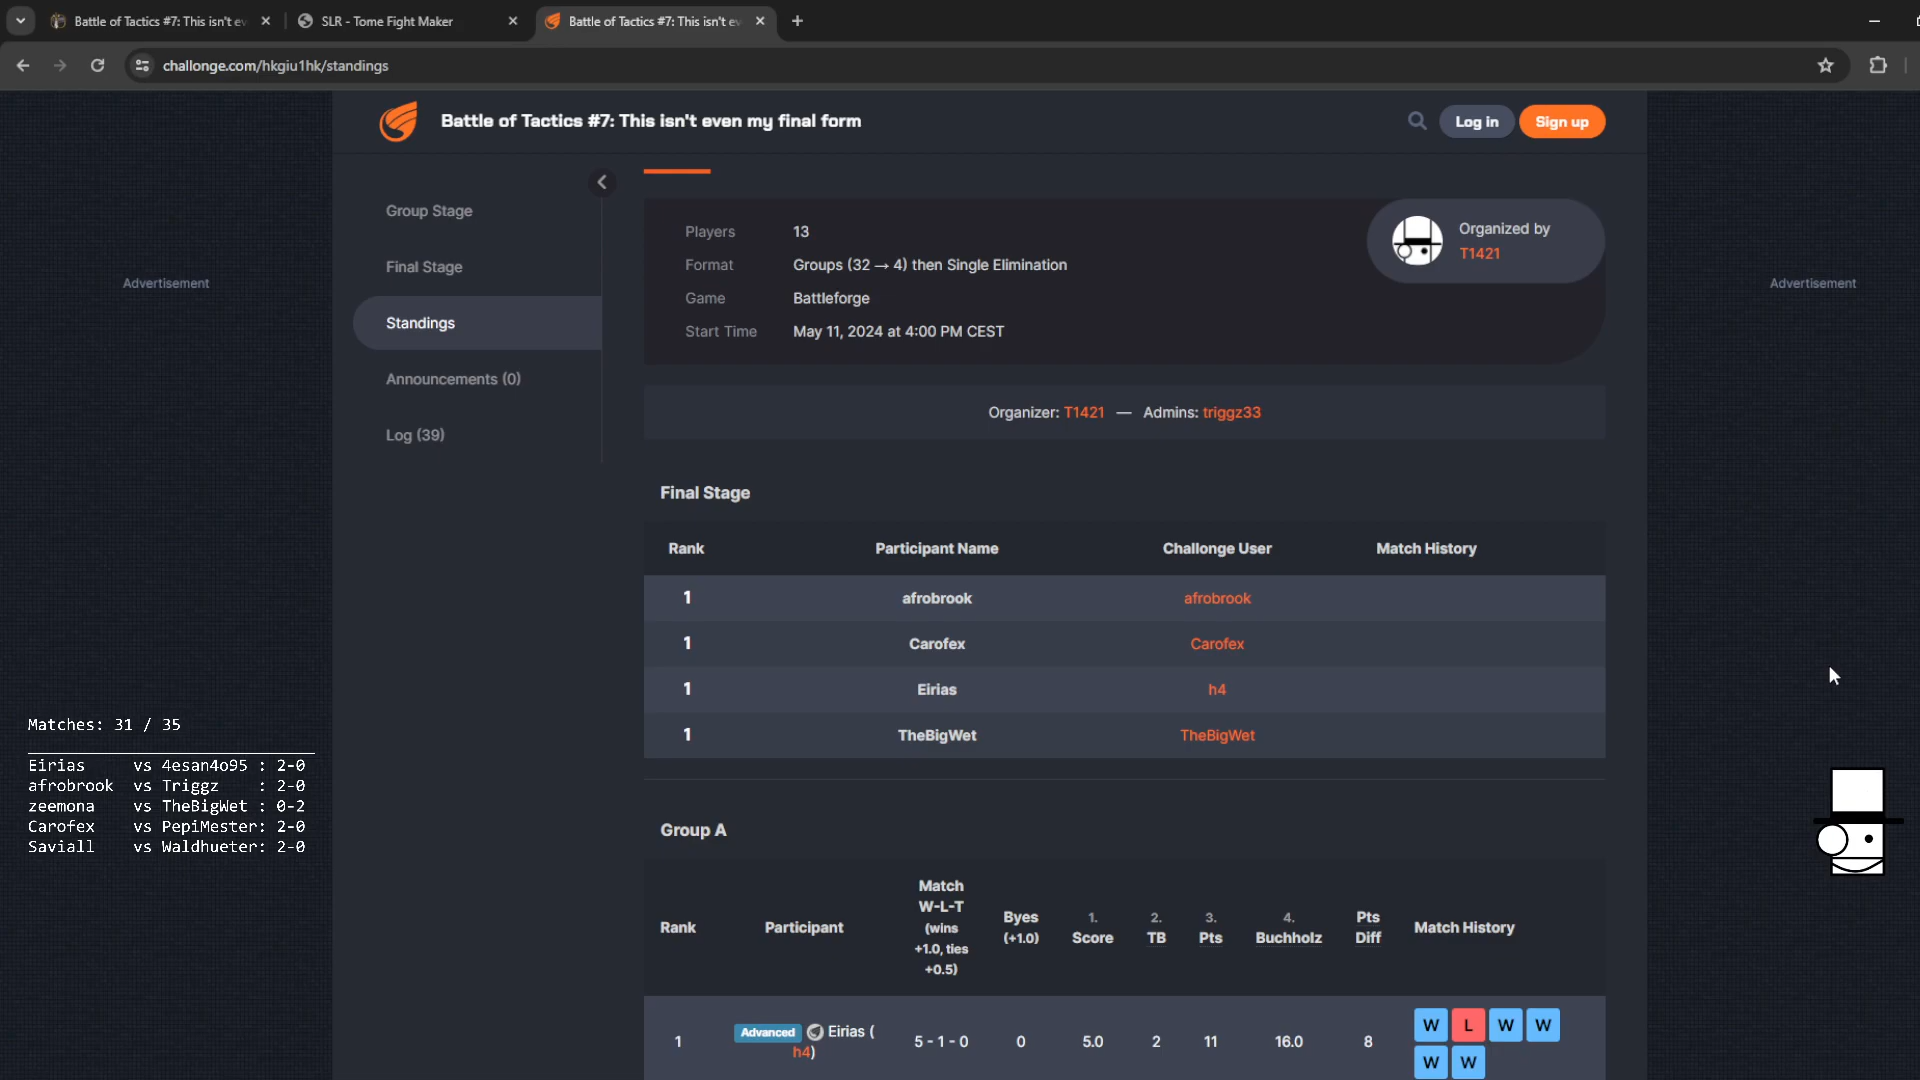 Battle of Tactics #7: This isn't ev
SLR - Tome Fight Maker
Battle of Tactics #7: This isn't ev
challonge.com/hkgiu1hk/standings
Battle of Tactics #7: This isn't even my final form
Log in
Sign up
Group Stage
Final Stage
Standings
Announcements (0)
Log (39)
Advertisement
Advertisement
Players 13
Format Groups (32 → 4) then Single Elimination
Game Battleforge
Start Time May 11, 2024 at 4:00 PM CEST
Organized by
T1421
Organizer: T1421 — Admins: triggz33
Final Stage
Rank Participant Name Challonge User Match History
1 afrobrook afrobrook
1 Carofex Carofex
1 Eirias h4
1 TheBigWet TheBigWet
Matches: 31 / 35
Eirias vs 4esan4o95 : 2-0
afrobrook vs Triggz : 2-0
zeemona vs TheBigWet : 0-2
Carofex vs PepiMester: 2-0
Saviall vs Waldhueter: 2-0
Group A
Rank Participant Match W-L-T (wins +1.0, ties +0.5) Byes (+1.0) 1. Score 2. TB 3. Pts 4. Buchholz Pts Diff Match History
1 Advanced Eirias (h4) 5 - 1 - 0 0 5.0 2 11 16.0 8 W L W W
W W